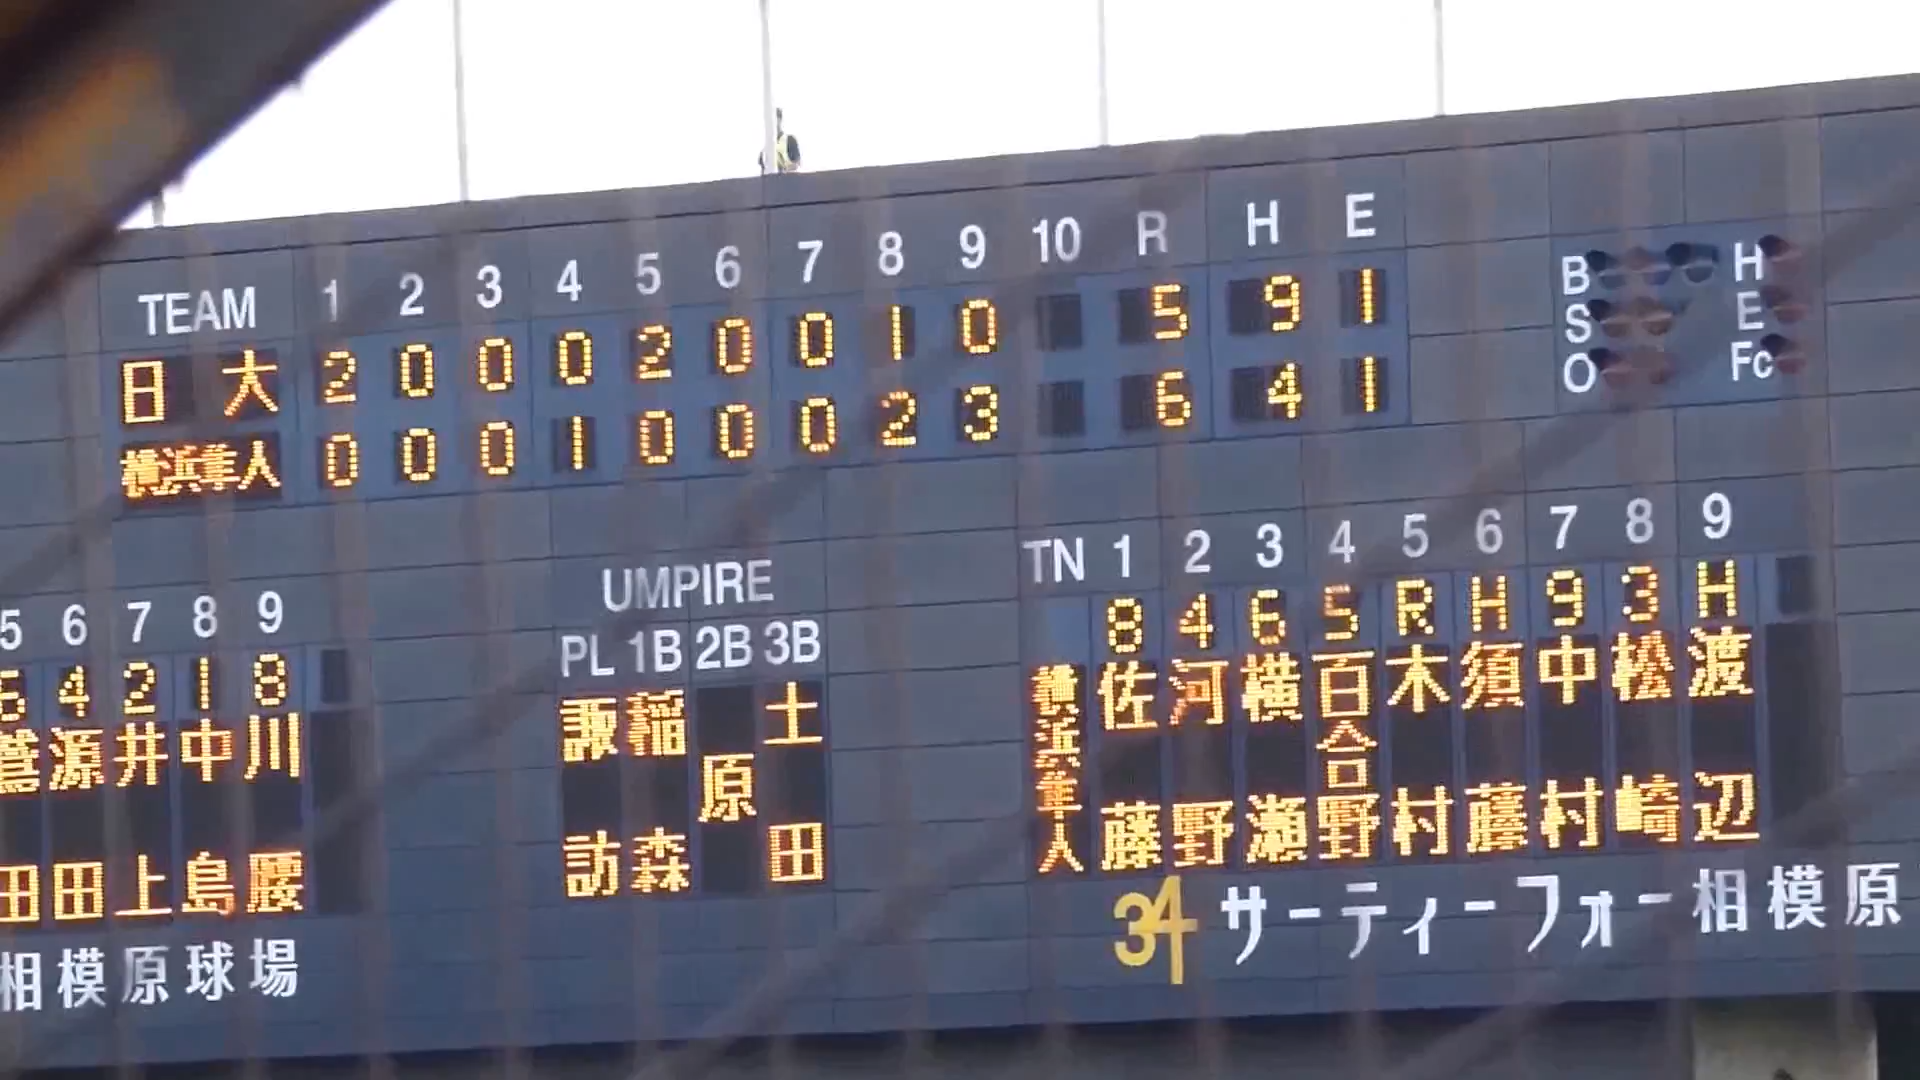 TEAM 1 2 3 4 5 6 7 8 9 10 R H E
日大 2 0 0 0 2 0 0 1 0 5 9 1
横浜隼人 0 0 0 1 0 0 0 2 3 6 4 1
B H
S E
O Fc
5 6 7 8 9
5 4 2 1 8
鷲田 源田 井上 中島 川腰
相模原球場
UMPIRE
PL 1B 2B 3B
諏訪 稲森 原 土田
TN 1 2 3 4 5 6 7 8 9
8 4 6 5 R H 9 3 H
横浜隼人 佐藤 河野 横瀬 百合野 木村 須藤 中村 松崎 渡辺
34 サーティーフォー相模原